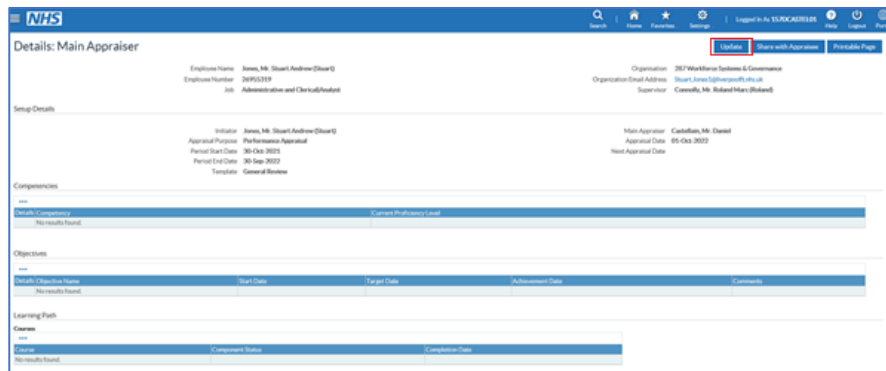 NHS
Search Home Favorites Settings Logged In As 157DCASTEL01 Help Logout
Details: Main Appraiser
Update Share with Appraisee Printable Page
Employee Name Jones, Mr. Stuart Andrew (Stuart)
Organisation 287 Workforce Systems & Governance
Employee Number 26955319
Organization Email Address
Job Administrative and Clerical|Analyst
Supervisor Connolly, Mr. Roland Marc (Roland)
Setup Details
Initiator Jones, Mr. Stuart Andrew (Stuart)
Main Appraiser Castellain, Mr. Daniel
Appraisal Purpose Performance Appraisal
Appraisal Date 01-Oct-2022
Period Start Date 30-Oct-2021
Next Appraisal Date
Period End Date 30-Sep-2022
Template General Review
Competencies
Details Competency Current Proficiency Level
No results found.
Objectives
Details Objective Name Start Date Target Date Achievement Date Comments
No results found.
Learning Path
Courses
Course Component Status Completion Date
No results found.